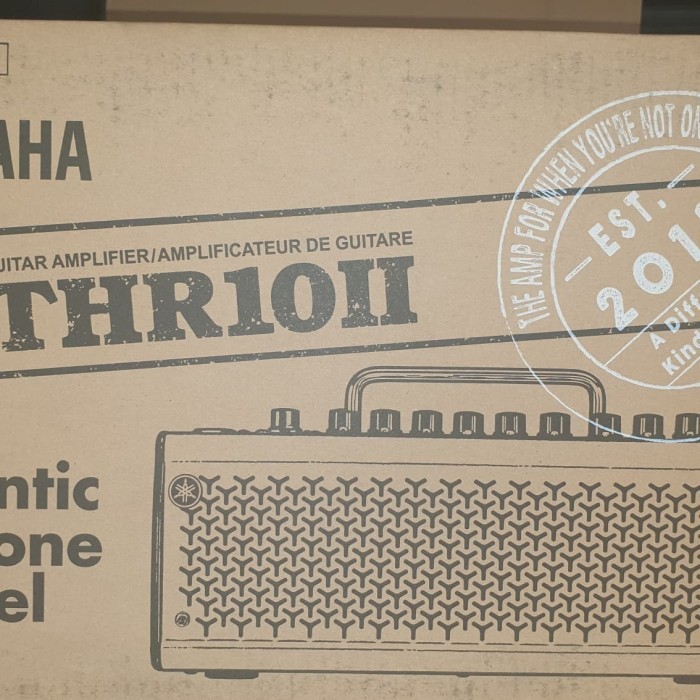 AHA
UITAR AMPLIFIER/AMPLIFICATEUR DE GUITARE
THR10II
THE AMP FOR WHEN YOU'RE NOT ON
EST.
201
A Diff
Kind
ntic
one
el